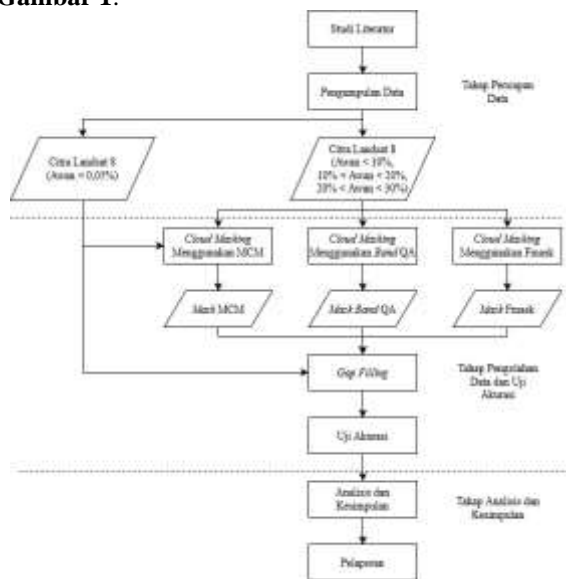 Gambar 1.
Studi Literatur
Pengumpulan Data
Tahap Persiapan
Data
Citra Landsat 8
(Awan = 0,05%)
Citra Landsat 8
(Awan < 10%,
10% < Awan < 20%,
20% < Awan < 30%)
Cloud Masking
Menggunakan MCM
Cloud Masking
Menggunakan Band QA
Cloud Masking
Menggunakan Fmask
Mask MCM
Mask Band QA
Mask Fmask
Gap Filling
Tahap Pengolahan
Data dan Uji
Akurasi
Uji Akurasi
Analisis dan
Kesimpulan
Tahap Analisis dan
Kesimpulan
Pelaporan